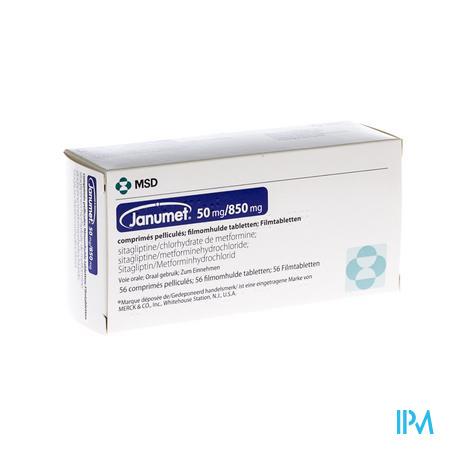 MSD
Janumet® 50 mg/850 mg
comprimés pelliculés; filmomhulde tabletten; Filmtabletten
sitagliptine/chlorhydrate de metformine;
sitagliptine/metforminehydrochloride;
Sitagliptin/Metforminhydrochlorid
Voie orale; Oraal gebruik; Zum Einnehmen
56 comprimés pelliculés; 56 filmomhulde tabletten; 56 Filmtabletten
*Marque déposée de/Gedeponeerd handelsmerk/ ist eine eingetragene Marke von
MERCK & CO., Inc., Whitehouse Station, N.J., U.S.A.
Janumet® 50 mg/850 mg
IPM